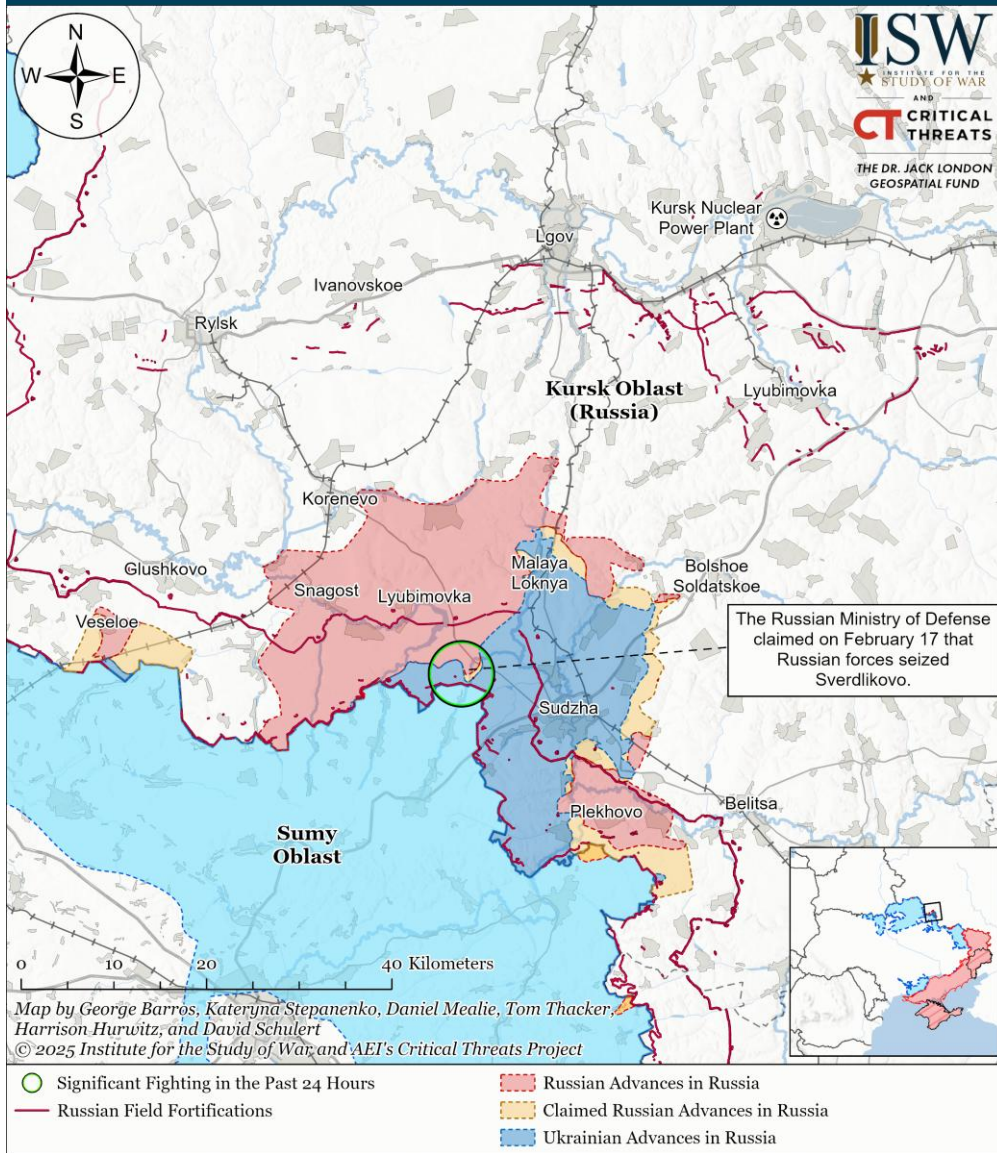 N
W E
S
ISW
INSTITUTE FOR THE
STUDY OF WAR
AND
CT CRITICAL
THREATS
THE DR. JACK LONDON
GEOSPATIAL FUND
Kursk Nuclear
Power Plant
Lgov
Ivanovskoe
Rylsk
Kursk Oblast
(Russia)
Lyubimovka
Korenevo
Glushkovo
Snagost
Lyubimovka
Malaya
Loknya
Bolshoe
Soldatskoe
Veseloe
The Russian Ministry of Defense
claimed on February 17 that
Russian forces seized
Sverdlikovo.
Sudzha
Plekhovo
Belitsa
Sumy
Oblast
0 10 20 40 Kilometers
Map by George Barros, Kateryna Stepanenko, Daniel Mealie, Tom Thacker,
Harrison Hurwitz, and David Schulert
© 2025 Institute for the Study of War and AEI's Critical Threats Project
Significant Fighting in the Past 24 Hours
Russian Field Fortifications
Russian Advances in Russia
Claimed Russian Advances in Russia
Ukrainian Advances in Russia